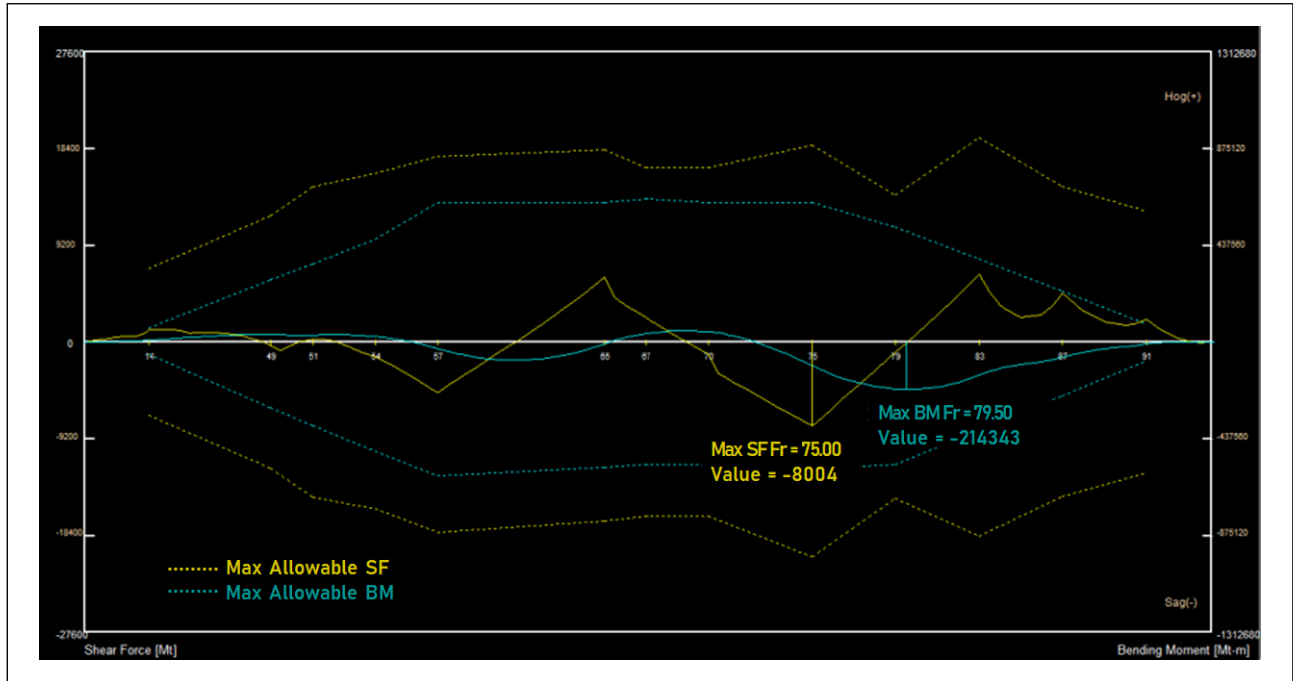 27600
1312680
Hog(+)
18400
875120
9200
437560
0
0
14 49 51 54 57 65 67 70 75 79 83 87 91
Max BM Fr = 79.50
Value = -214343
-9200
-437560
Max SF Fr = 75.00
Value = -8004
-18400
-875120
Max Allowable SF
Max Allowable BM
Sag(-)
-27600
-1312680
Shear Force [Mt]
Bending Moment [Mt-m]